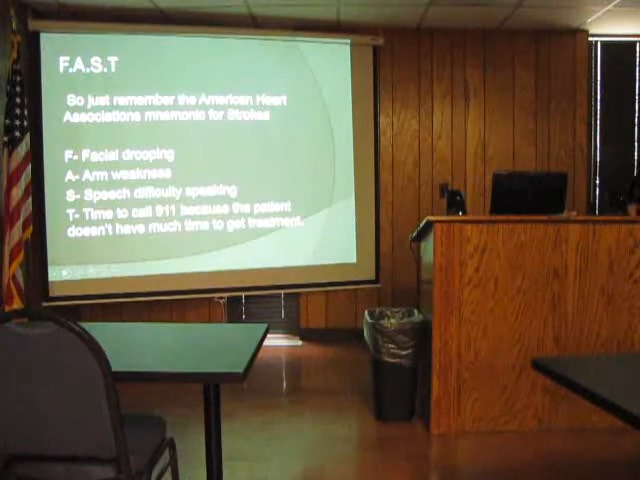 F.A.S.T
So just remember the American Heart
Associations mnemonic for Strokes
F- Facial drooping
A- Arm weakness
S- Speech difficulty speaking
T- Time to call 911 because the patient
doesn't have much time to get treatment.